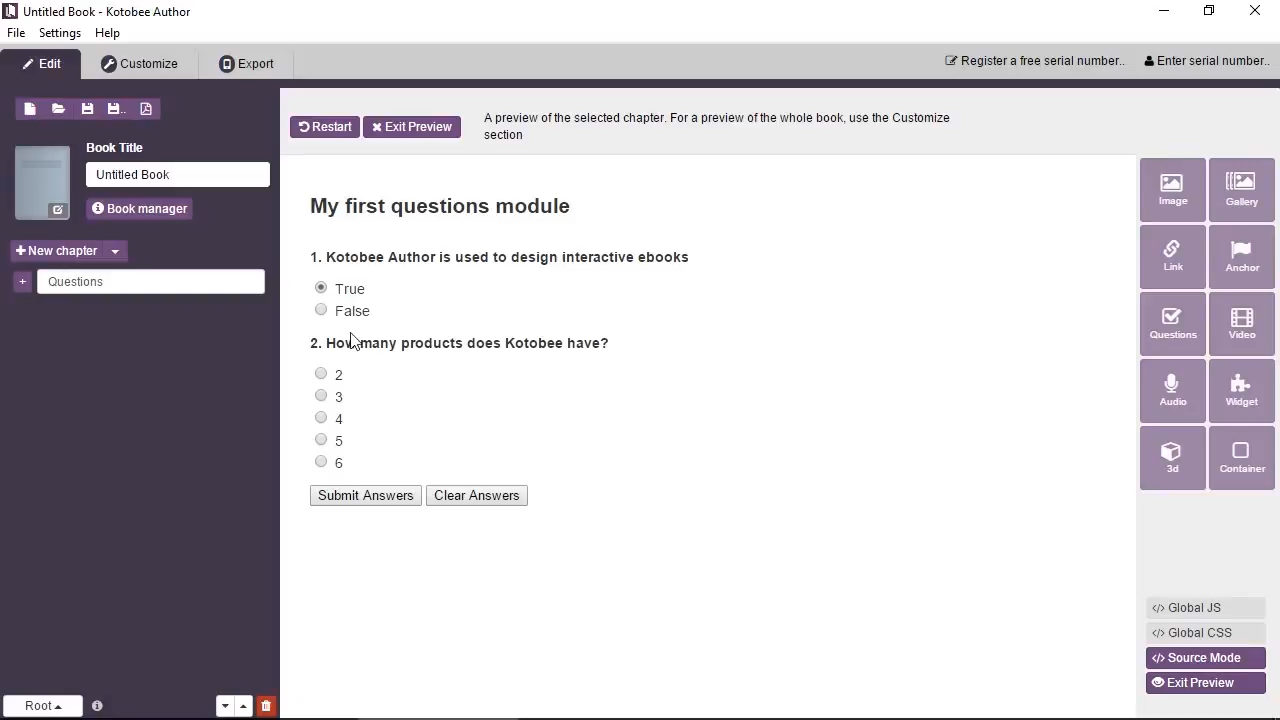 Untitled Book - Kotobee Author
File Settings Help
Edit Customize Export Register a free serial number.. Enter serial number..
Restart Exit Preview
A preview of the selected chapter. For a preview of the whole book, use the Customize
section
Book Title
Untitled Book
Book manager
New chapter
Questions
My first questions module
1. Kotobee Author is used to design interactive ebooks
True
False
2. How many products does Kotobee have?
2
3
4
5
6
Submit Answers Clear Answers
Image Gallery
Link Anchor
Questions Video
Audio Widget
3d Container
</> Global JS
</> Global CSS
</> Source Mode
Exit Preview
Root